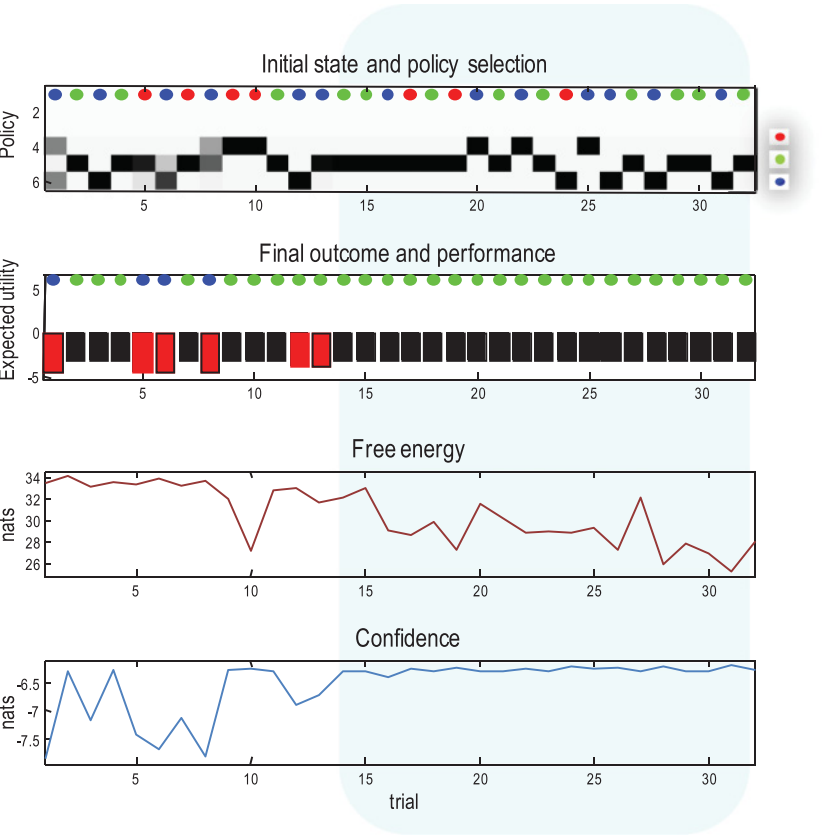 Initial state and policy selection
Policy
2
4
6
5 10 15 20 25 30
Final outcome and performance
Expected utility
5
0
-5
5 10 15 20 25 30
Free energy
nats
34
32
30
28
26
5 10 15 20 25 30
Confidence
nats
-6.5
-7
-7.5
5 10 15 20 25 30
trial